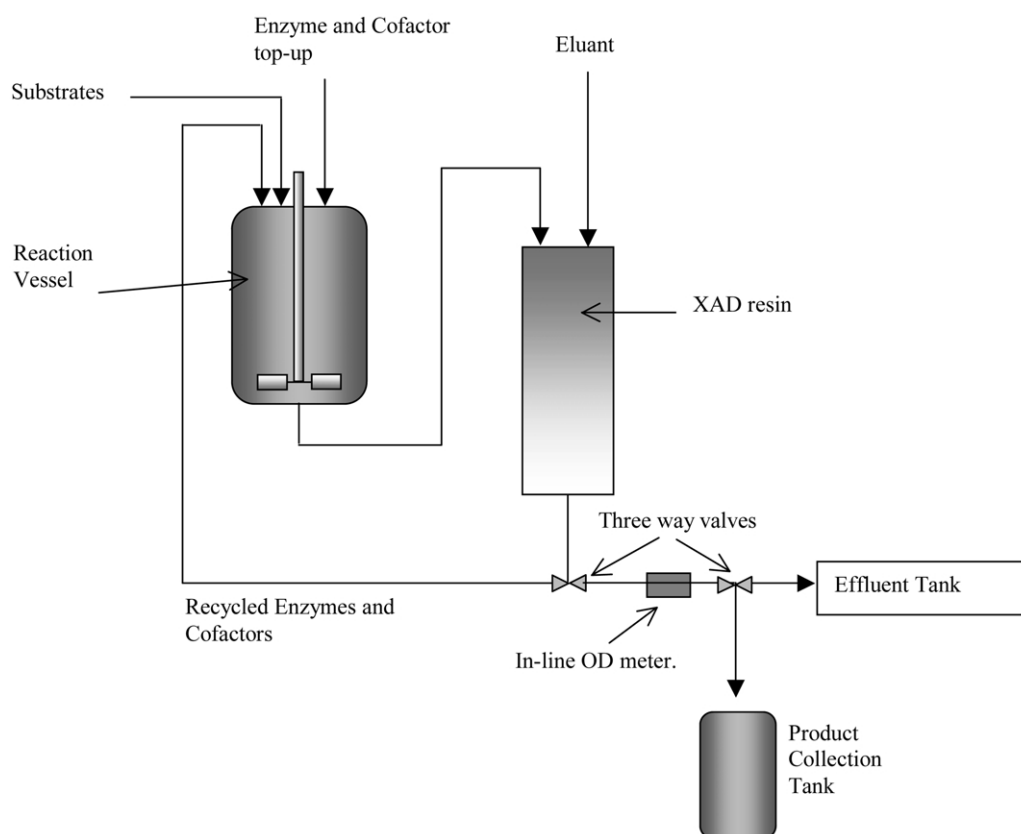 Enzyme and Cofactor
top-up
Eluant
Substrates
Reaction
Vessel
XAD resin
Three way valves
Effluent Tank
Recycled Enzymes and
Cofactors
In-line OD meter.
Product
Collection
Tank